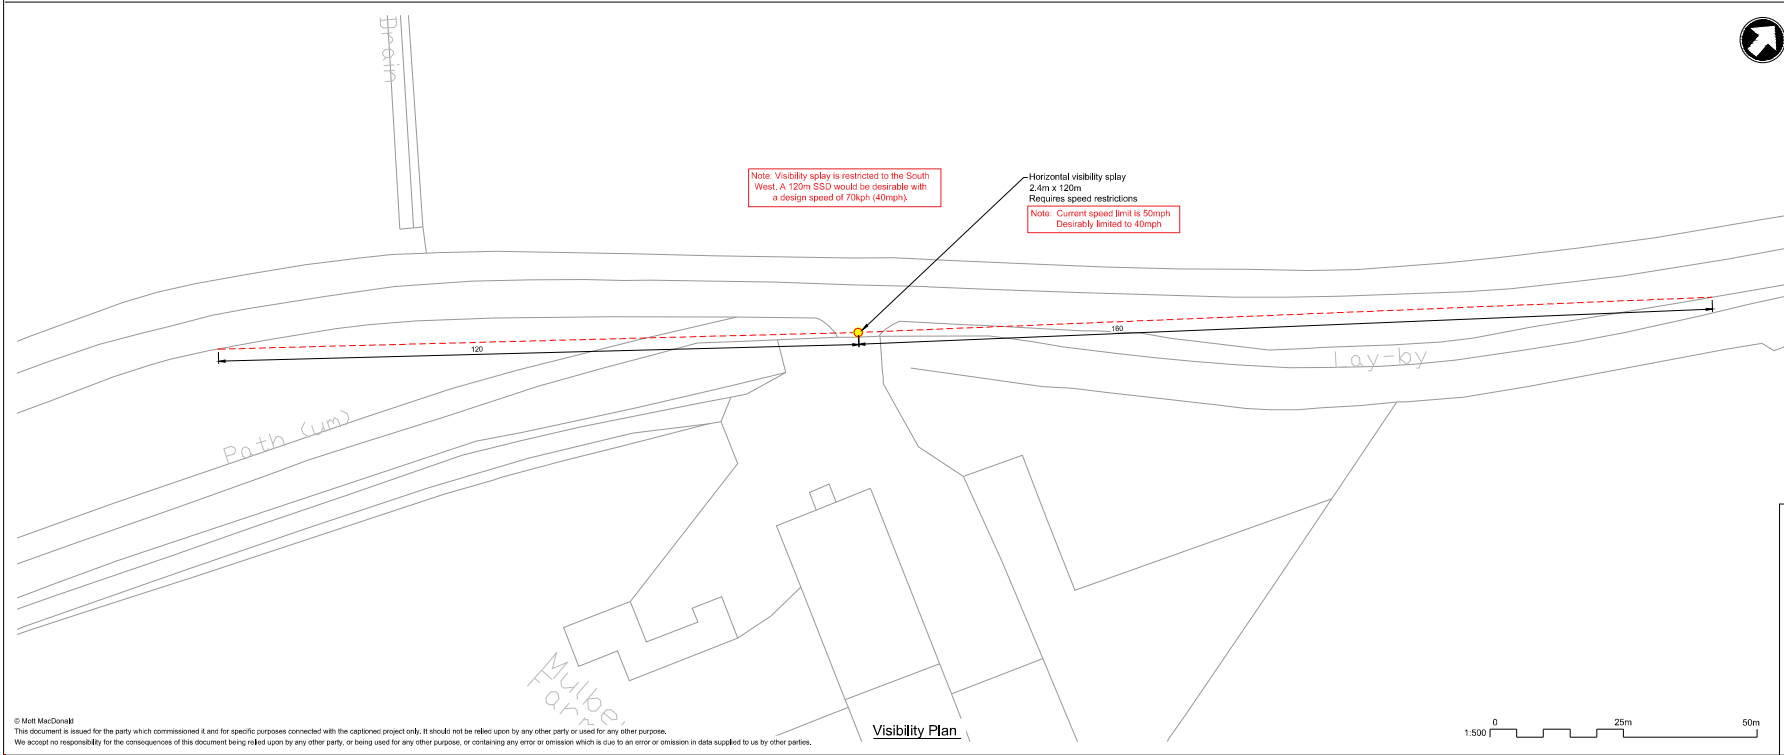 Drain
Note: Visibility splay is restricted to the South
West. A 120m SSD would be desirable with
a design speed of 70kph (40mph).
Horizontal visibility splay
2.4m x 120m
Requires speed restrictions
Note: Current speed limit is 50mph
Desirably limited to 40mph
120
160
Lay-by
Path (um)
Mulbe
Farm
© Mott MacDonald
This document is issued for the party which commissioned it and for specific purposes connected with the captioned project only. It should not be relied upon by any other party or used for any other purpose.
We accept no responsibility for the consequences of this document being relied upon by any other party, or being used for any other purpose, or containing any error or omission which is due to an error or omission in data supplied to us by other parties.
Visibility Plan
1:500
0
25m
50m